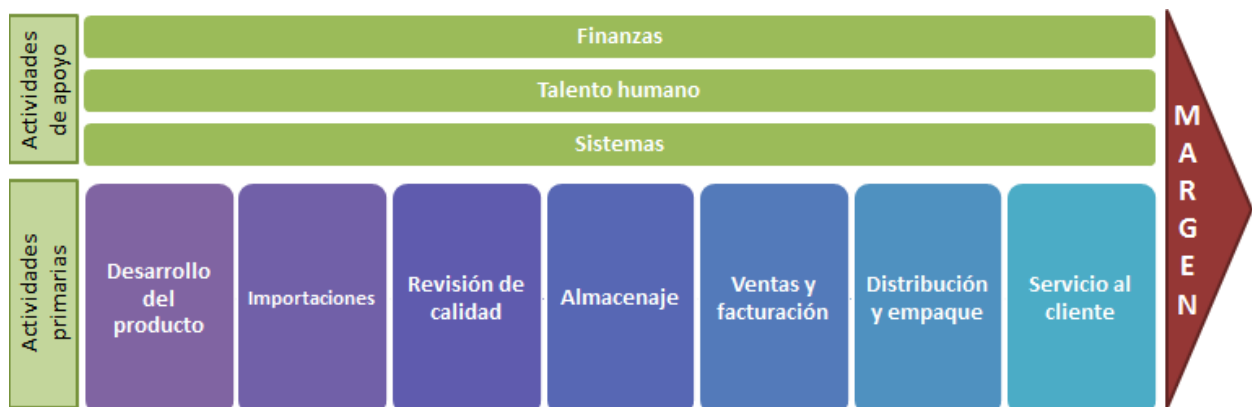 Actividades
de apoyo
Finanzas
Talento humano
Sistemas
Actividades
primarias
Desarrollo
del
producto
Importaciones
Revisión de
calidad
Almacenaje
Ventas y
facturación
Distribución
y empaque
Servicio al
cliente
MARGEN